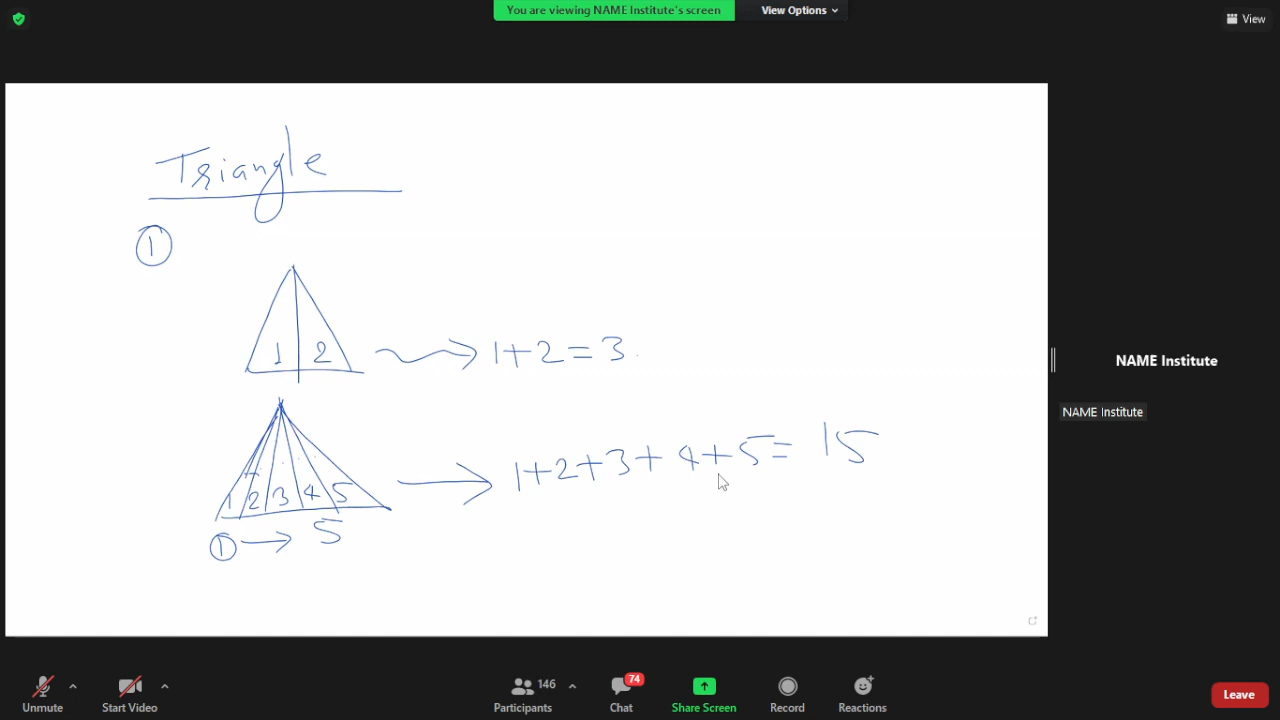 You are viewing NAME Institute's screen
View Options
View
Triangle
1
1 2
1+2=3
1 2 3 4 5
1+2+3+4+5= 15
1 → 5
NAME Institute
NAME Institute
Unmute
Start Video
146
Participants
74
Chat
Share Screen
Record
Reactions
Leave